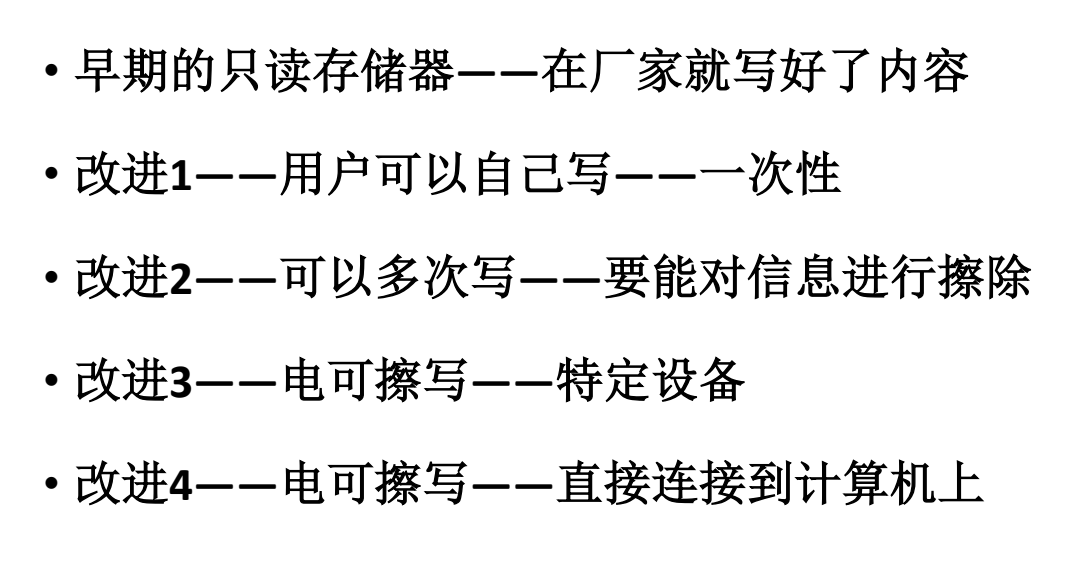 • 早期的只读存储器——在厂家就写好了内容
• 改进1——用户可以自己写——一次性
• 改进2——可以多次写——要能对信息进行擦除
• 改进3——电可擦写——特定设备
• 改进4——电可擦写——直接连接到计算机上